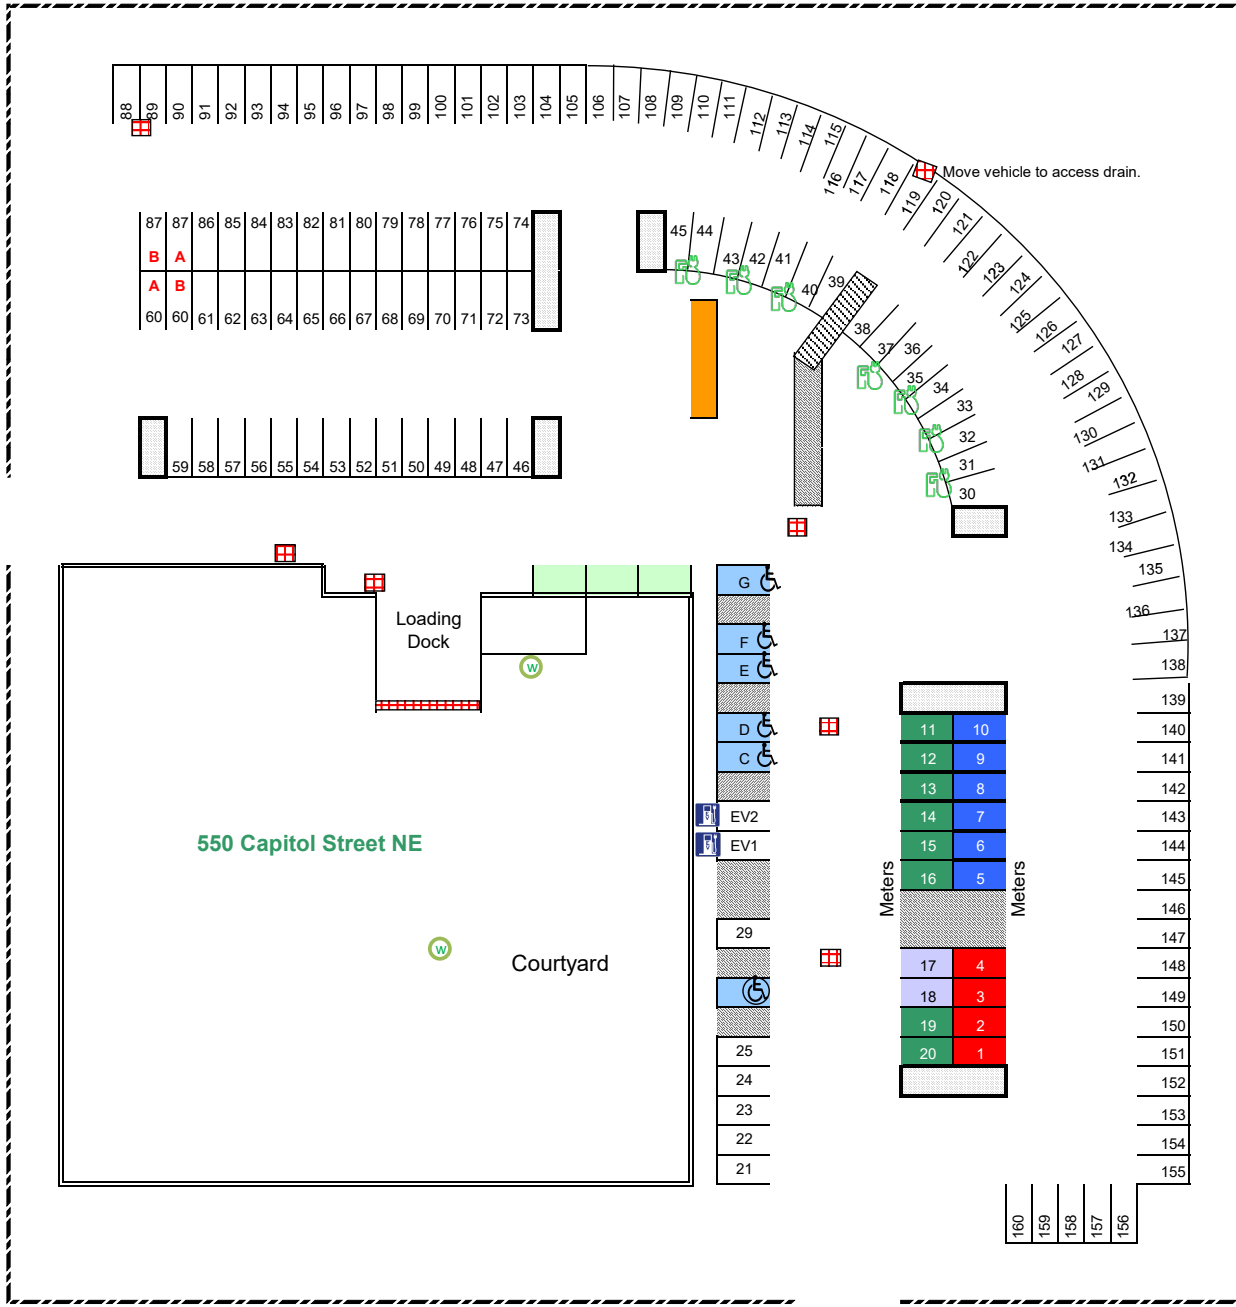 88 89 90 91 92 93 94 95 96 97 98 99 100 101 102 103 104 105 106 107 108 109 110 111 112 113 114 115 116 117 118 119 120 121 122 123 124 125 126 127 128 129 130 131 132 133 134 135 136 137 138
Move vehicle to access drain.
87 87 86 85 84 83 82 81 80 79 78 77 76 75 74
B A
A B
60 60 61 62 63 64 65 66 67 68 69 70 71 72 73
45 44 43 42 41 40 39 38 37 36 35 34 33 32 31 30
59 58 57 56 55 54 53 52 51 50 49 48 47 46
Loading
Dock
W
G
F
E
D
C
EV2
EV1
29
25
24
23
22
21
550 Capitol Street NE
W
Courtyard
11 10
12 9
13 8
14 7
15 6
16 5
Meters
Meters
17 4
18 3
19 2
20 1
139
140
141
142
143
144
145
146
147
148
149
150
151
152
153
154
155
160 159 158 157 156